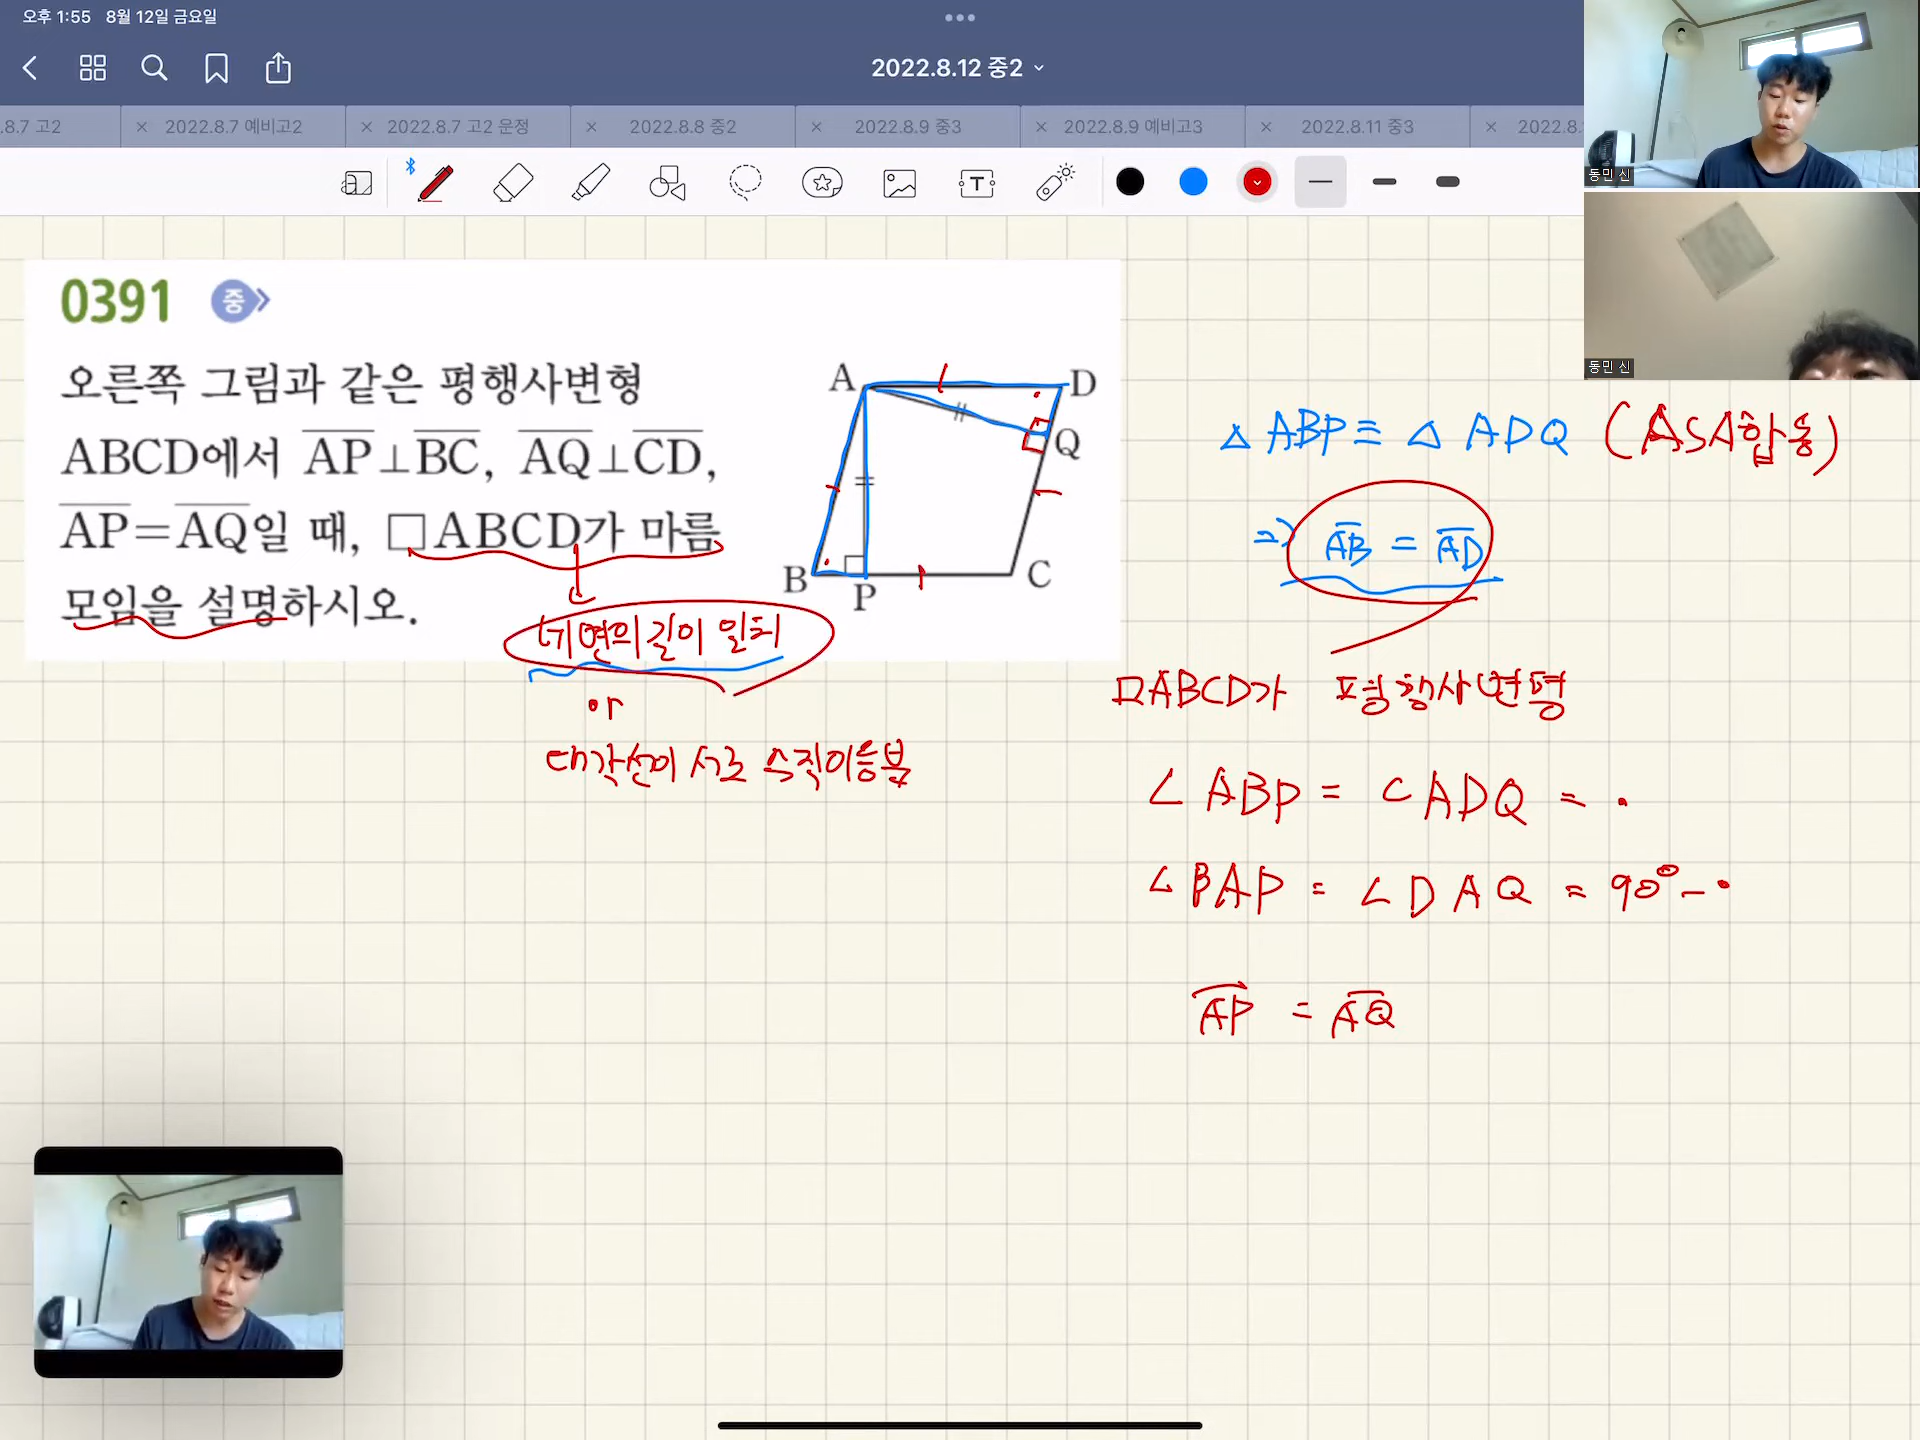 오후 1:55 8월 12일 금요일
2022.8.12 중2
.8.7 고2
2022.8.7 예비고2
2022.8.7 고2 운정
2022.8.8 중2
2022.8.9 중3
2022.8.9 예비고3
2022.8.11 중3
2022.8.
동민 신
동민 신
0391 중
오른쪽 그림과 같은 평행사변형
ABCD에서 AP⊥BC, AQ⊥CD,
AP=AQ일 때, □ABCD가 마름
모임을 설명하시오.
A D Q B P C
네 변의 길이 일치
or
대각선이 서로 수직이등분
△ABP≡△ADQ (ASA합동)
⇒ AB = AD
□ABCD가 평행사변형
∠ABP = ∠ADQ = •
∠BAP = ∠DAQ = 90° - •
AP = AQ